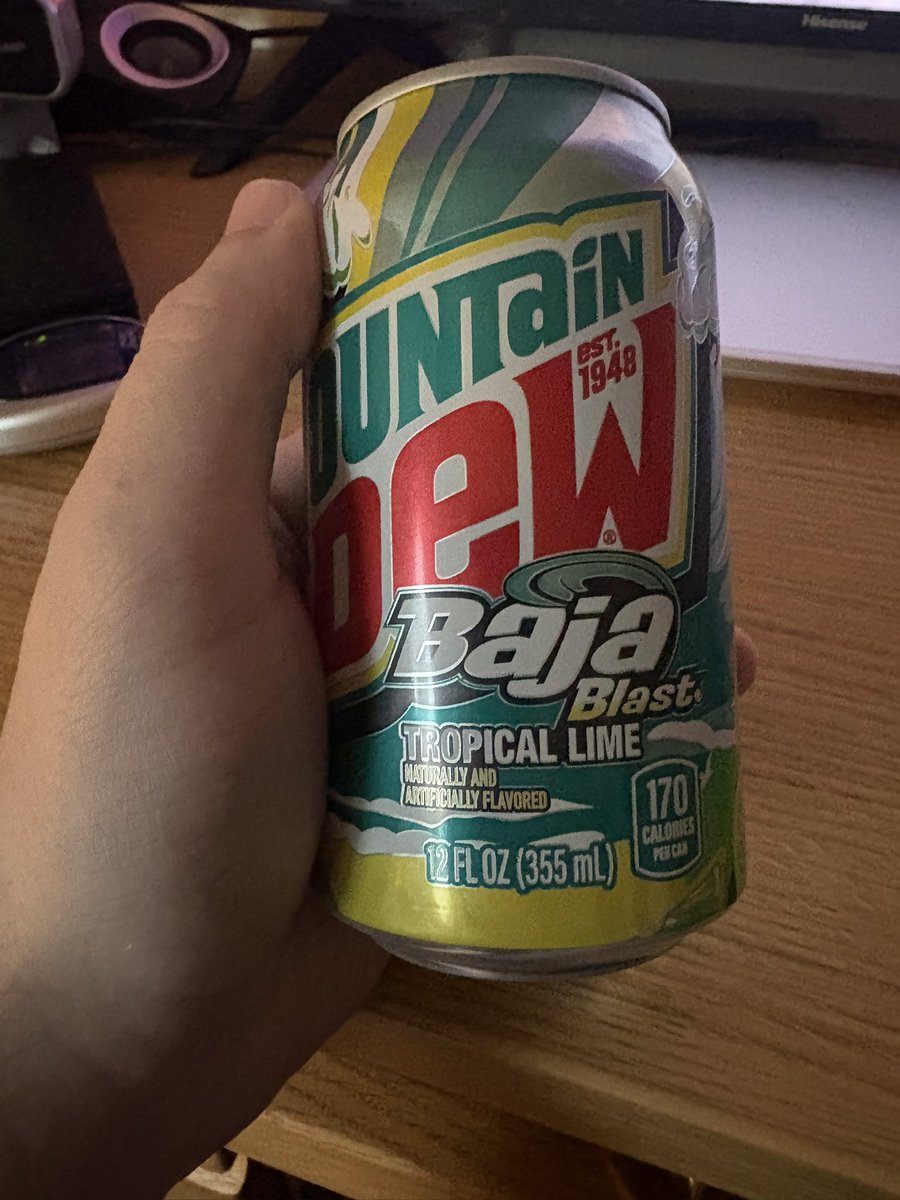 Hisense
OUNTaiN
Dew
est.
1948
®
Baja
Blast
TROPICAL LIME
NATURALLY AND
ARTIFICIALLY FLAVORED
170
CALORIES
PER CAN
12 FL OZ (355 mL)